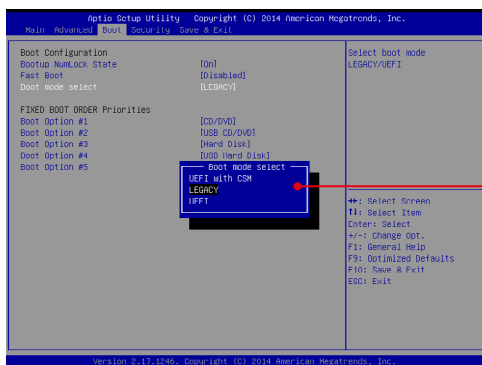 Aptio Setup Utility Copyright (C) 2014 American Megatrends, Inc.
Main Advanced Boot Security Save & Exit
Boot Configuration
Bootup NumLock State [On]
Fast Boot [Disabled]
Boot mode select [LEGACY]
FIXED BOOT ORDER Priorities
Boot Option #1 [CD/DVD]
Boot Option #2 [USB CD/DVD]
Boot Option #3 [Hard Disk]
Boot Option #4 [USB Hard Disk]
Boot Option #5
Boot mode select
UEFI with CSM
LEGACY
UEFI
Select boot mode
LEGACY/UEFI
: Select Screen
↑↓: Select Item
Enter: Select
+/-: Change Opt.
F1: General Help
F9: Optimized Defaults
F10: Save & Exit
ESC: Exit
Version 2.17.1246. Copyright (C) 2014 American Megatrends, Inc.